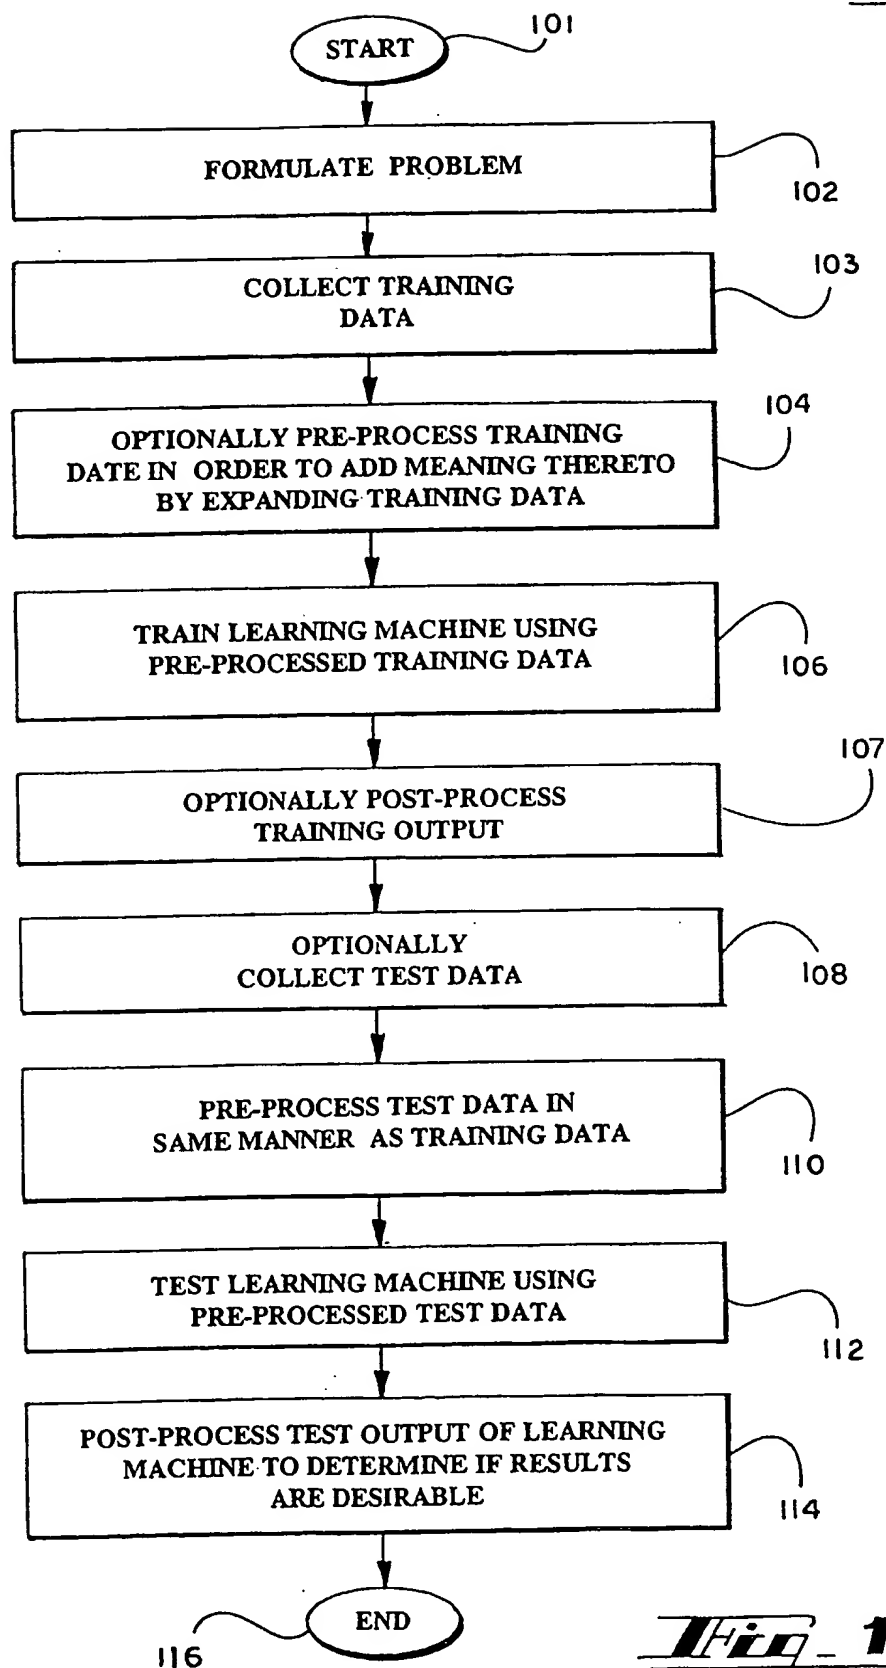 START
101
FORMULATE PROBLEM
102
COLLECT TRAINING
DATA
103
OPTIONALLY PRE-PROCESS TRAINING
DATE IN ORDER TO ADD MEANING THERETO
BY EXPANDING TRAINING DATA
104
TRAIN LEARNING MACHINE USING
PRE-PROCESSED TRAINING DATA
106
OPTIONALLY POST-PROCESS
TRAINING OUTPUT
107
OPTIONALLY
COLLECT TEST DATA
108
PRE-PROCESS TEST DATA IN
SAME MANNER AS TRAINING DATA
110
TEST LEARNING MACHINE USING
PRE-PROCESSED TEST DATA
112
POST-PROCESS TEST OUTPUT OF LEARNING
MACHINE TO DETERMINE IF RESULTS
ARE DESIRABLE
114
END
116
Fig_1